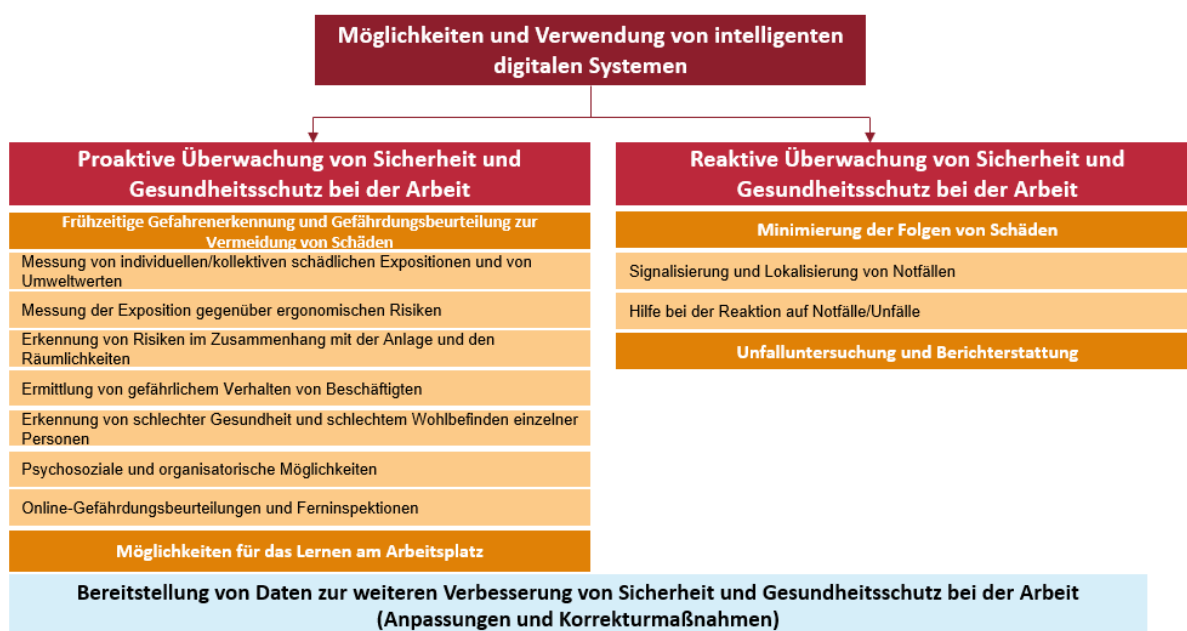 Möglichkeiten und Verwendung von intelligenten
digitalen Systemen
Proaktive Überwachung von Sicherheit und
Gesundheitsschutz bei der Arbeit
Frühzeitige Gefahrenerkennung und Gefährdungsbeurteilung zur
Vermeidung von Schäden
Messung von individuellen/kollektiven schädlichen Expositionen und von
Umweltwerten
Messung der Exposition gegenüber ergonomischen Risiken
Erkennung von Risiken im Zusammenhang mit der Anlage und den
Räumlichkeiten
Ermittlung von gefährlichem Verhalten von Beschäftigten
Erkennung von schlechter Gesundheit und schlechtem Wohlbefinden einzelner
Personen
Psychosoziale und organisatorische Möglichkeiten
Online-Gefährdungsbeurteilungen und Ferninspektionen
Möglichkeiten für das Lernen am Arbeitsplatz
Reaktive Überwachung von Sicherheit und
Gesundheitsschutz bei der Arbeit
Minimierung der Folgen von Schäden
Signalisierung und Lokalisierung von Notfällen
Hilfe bei der Reaktion auf Notfälle/Unfälle
Unfalluntersuchung und Berichterstattung
Bereitstellung von Daten zur weiteren Verbesserung von Sicherheit und Gesundheitsschutz bei der Arbeit
(Anpassungen und Korrekturmaßnahmen)